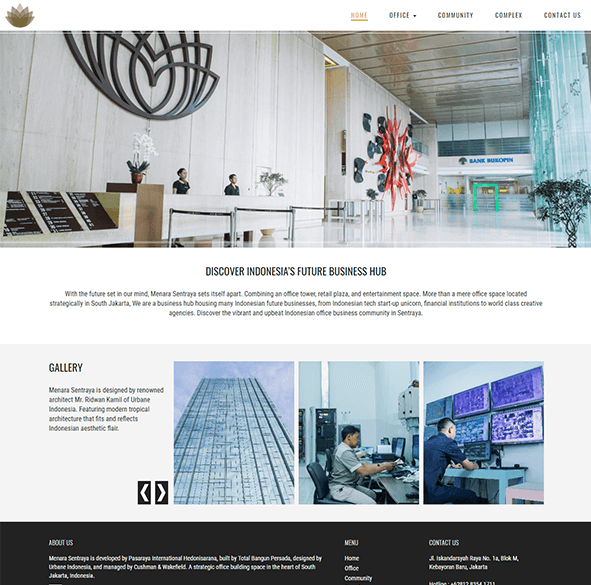 HOME OFFICE COMMUNITY COMPLEX CONTACT US
BANK BUKOPIN
DISCOVER INDONESIA'S FUTURE BUSINESS HUB
With the future set in our mind, Menara Sentraya sets itself apart. Combining an office tower, retail plaza, and entertainment space. More than a mere office space located
strategically in South Jakarta, We are a business hub housing many Indonesian future businesses, from Indonesian tech start-up unicorn, financial institutions to world class creative
agencies. Discover the vibrant and upbeat Indonesian office business community in Sentraya.
GALLERY
Menara Sentraya is designed by renowned
architect Mr. Ridwan Kamil of Urbane
Indonesia. Featuring modern tropical
architecture that fits and reflects
Indonesian aesthetic flair.
ABOUT US
Menara Sentraya is developed by Pasaraya International Hedonisarana, built by Total Bangun Persada, designed by
Urbane Indonesia, and managed by Cushman & Wakefield. A strategic office building space in the heart of South
Jakarta, Indonesia.
MENU
Home
Office
Community
CONTACT US
Jl. Iskandarsyah Raya No. 1a, Blok M,
Kebayoran Baru, Jakarta
Hotline : +62812 8354 1711